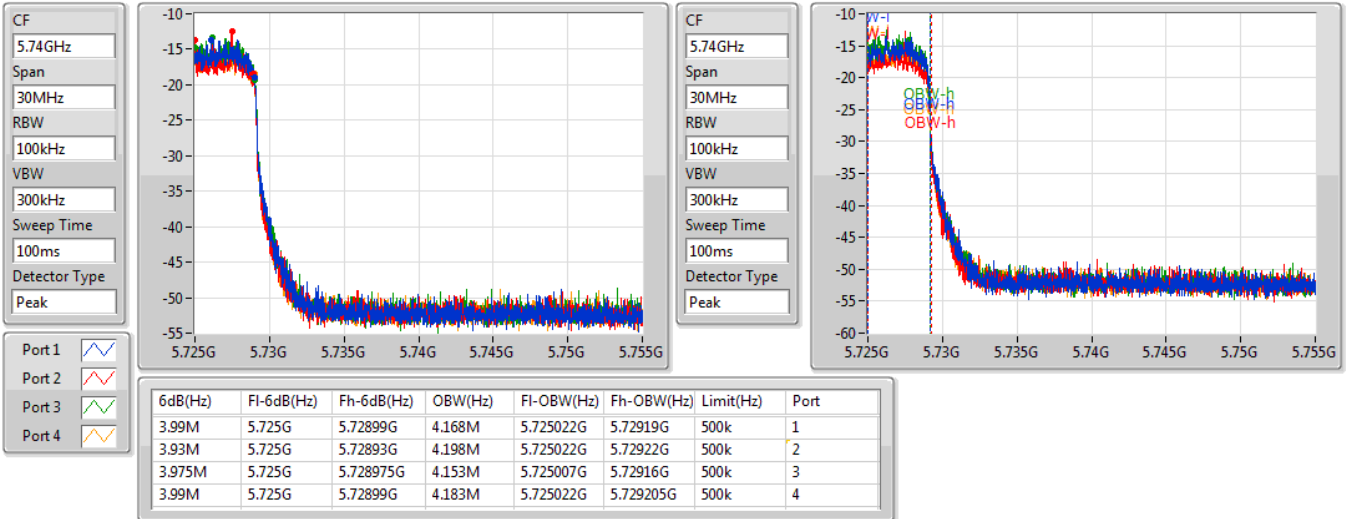 CF
5.74GHz
Span
30MHz
RBW
100kHz
VBW
300kHz
Sweep Time
100ms
Detector Type
Peak
-10
-15
-20
-25
-30
-35
-40
-45
-50
-55
5.725G 5.73G 5.735G 5.74G 5.745G 5.75G 5.755G
CF
5.74GHz
Span
30MHz
RBW
100kHz
VBW
300kHz
Sweep Time
100ms
Detector Type
Peak
-10
-15
-20
-25
-30
-35
-40
-45
-50
-55
-60
OBW-h
OBW-h
OBW-h
OBW-h
5.725G 5.73G 5.735G 5.74G 5.745G 5.75G 5.755G
Port 1
Port 2
Port 3
Port 4
6dB(Hz) Fl-6dB(Hz) Fh-6dB(Hz) OBW(Hz) Fl-OBW(Hz) Fh-OBW(Hz) Limit(Hz) Port
3.99M 5.725G 5.72899G 4.168M 5.725022G 5.72919G 500k 1
3.93M 5.725G 5.72893G 4.198M 5.725022G 5.72922G 500k 2
3.975M 5.725G 5.728975G 4.153M 5.725007G 5.72916G 500k 3
3.99M 5.725G 5.72899G 4.183M 5.725022G 5.729205G 500k 4